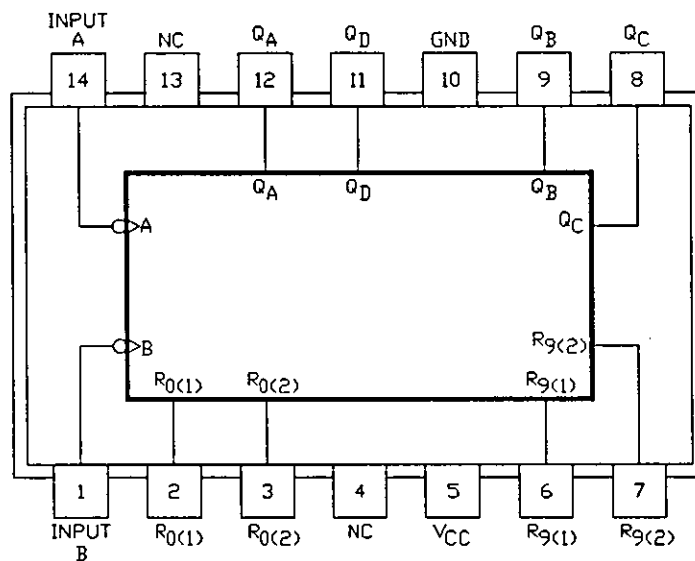 INPUT
A NC QA QD GND QB QC
14 13 12 11 10 9 8
QA QD QB
A QC
B R9(2)
R0(1) R0(2) R9(1)
1 2 3 4 5 6 7
INPUT
B R0(1) R0(2) NC VCC R9(1) R9(2)